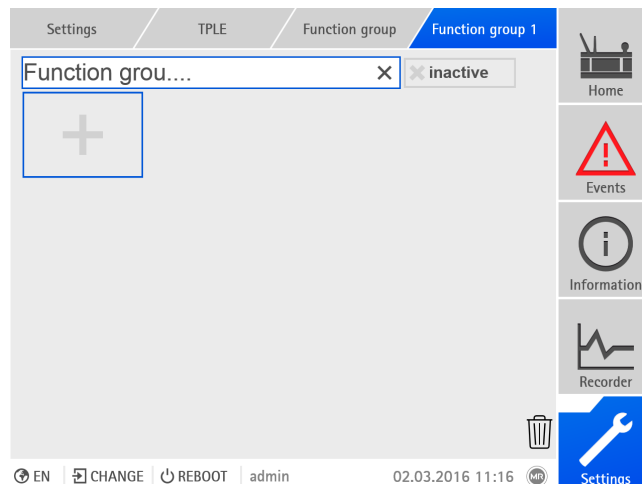 Settings
TPLE
Function group
Function group 1
Function grou....
inactive
Home
Events
Information
Recorder
Settings
EN
CHANGE
REBOOT
admin
02.03.2016 11:16
MR